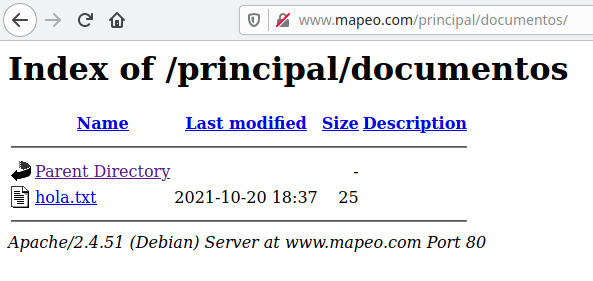 www.mapeo.com/principal/documentos/
Index of /principal/documentos
Name Last modified Size Description
Parent Directory -
hola.txt 2021-10-20 18:37 25
Apache/2.4.51 (Debian) Server at www.mapeo.com Port 80